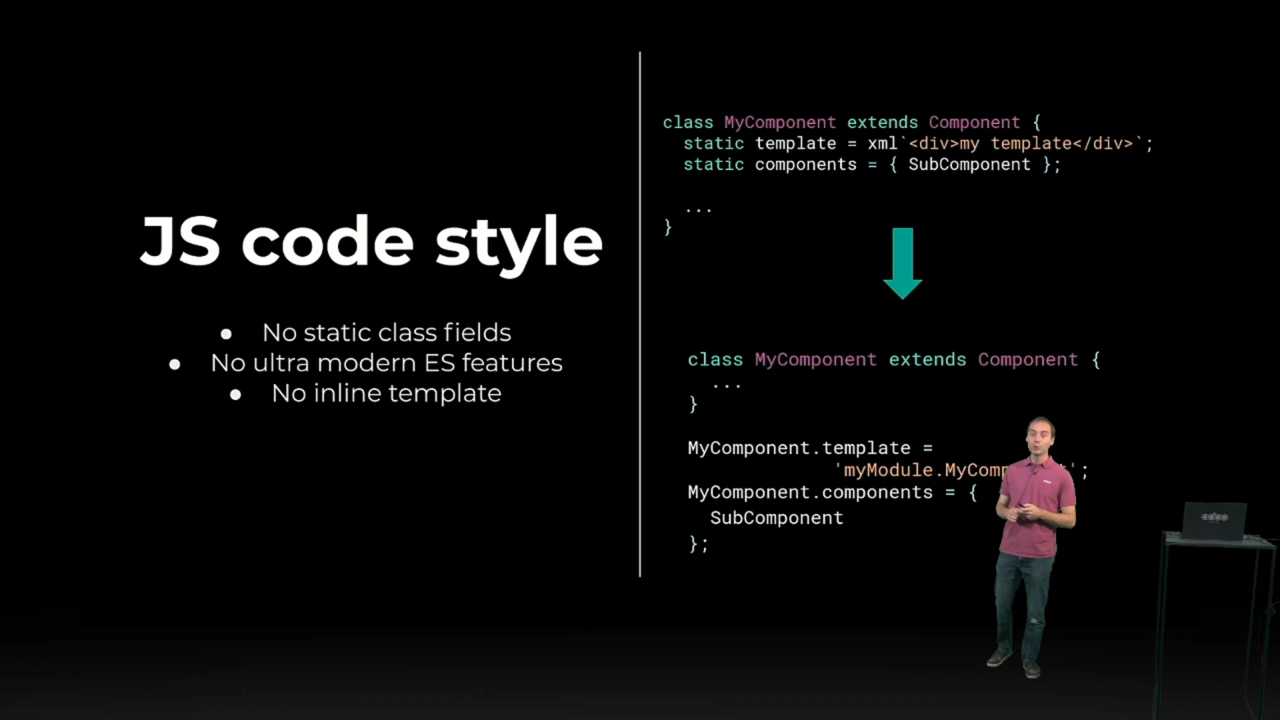 JS code style
● No static class fields
● No ultra modern ES features
● No inline template
class MyComponent extends Component {
static template = xml`<div>my template</div>`;
static components = { SubComponent };
...
}
class MyComponent extends Component {
...
}
MyComponent.template =
';
MyComponent.components = {
SubComponent
};
odoo